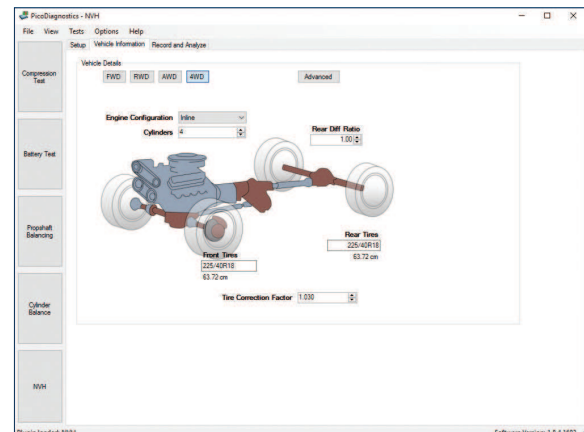 PicoDiagnostics - NVH
File View Tests Options Help
Setup Vehicle Information Record and Analyze
Vehicle Details
FWD RWD AWD 4WD Advanced
Compression
Test
Engine Configuration Inline
Cylinders 4
Rear Diff Ratio
1.00
Battery Test
Propshaft
Balancing
Rear Tires
225/40R18
63.72 cm
Front Tires
225/40R18
63.72 cm
Tire Correction Factor 1.030
Cylinder
Balance
NVH